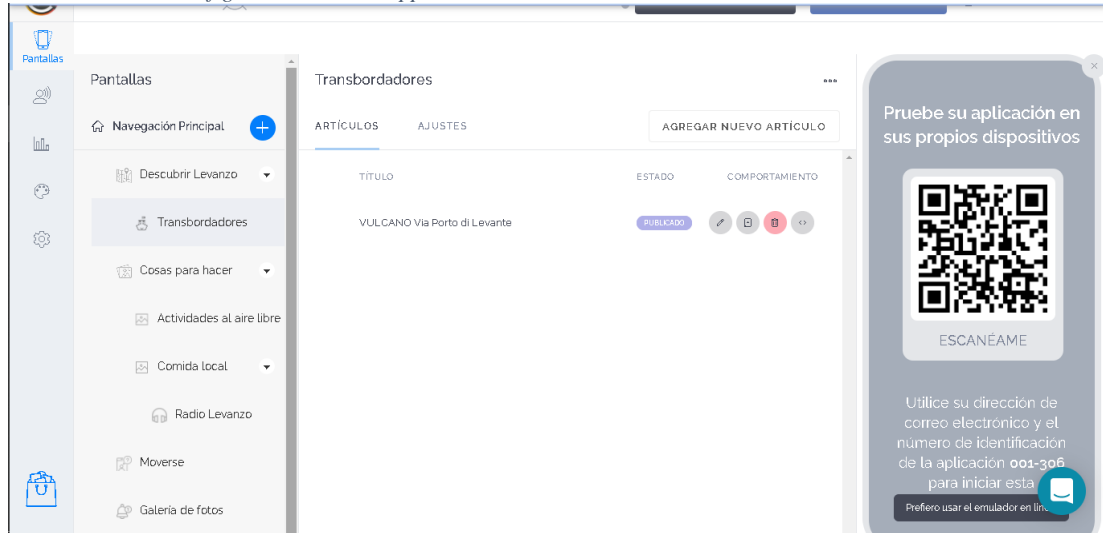 Pantallas
Pantallas
Navegación Principal
Descubrir Levanzo
Transbordadores
Cosas para hacer
Actividades al aire libre
Comida local
Radio Levanzo
Moverse
Galería de fotos
Transbordadores
ARTÍCULOS
AJUSTES
AGREGAR NUEVO ARTÍCULO
TÍTULO
ESTADO
COMPORTAMIENTO
VULCANO Via Porto di Levante
PUBLICADO
Pruebe su aplicación en
sus propios dispositivos
ESCANÉAME
Utilice su dirección de
correo electrónico y el
número de identificación
de la aplicación 001-306
para iniciar esta
Prefiero usar el emulador en